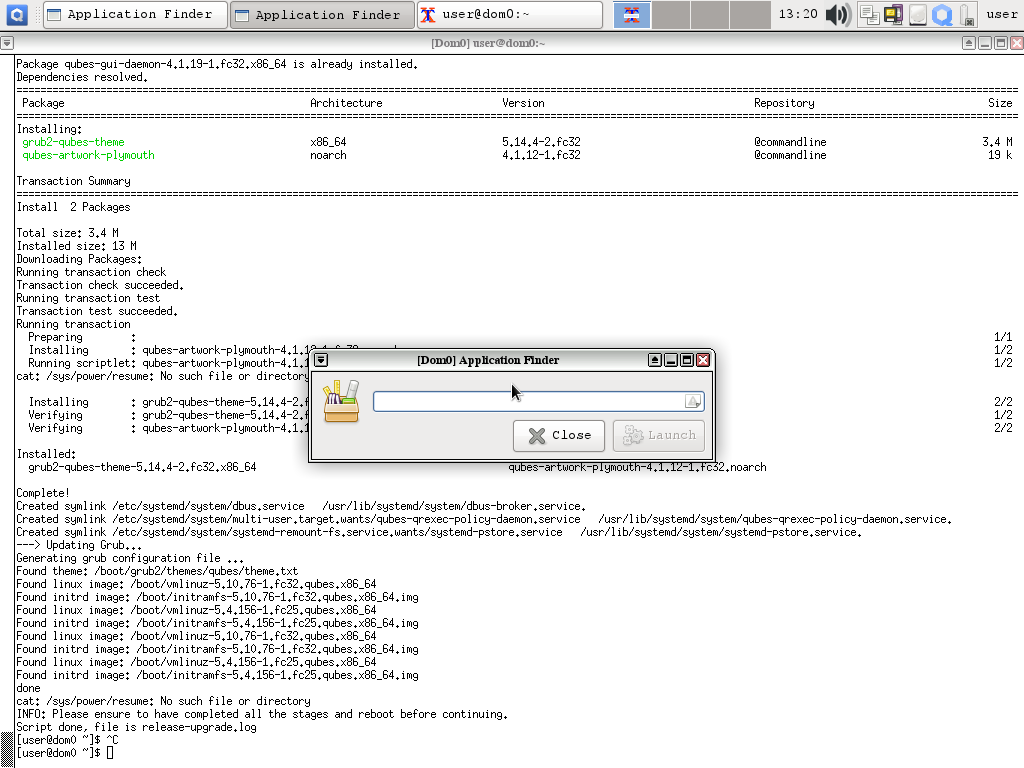 Application Finder
Application Finder
user@dom0:~
13:20
user
[Dom0] user@dom0:~
Package qubes-gui-daemon-4.1.19-1.fc32.x86_64 is already installed.
Dependencies resolved.
Package Architecture Version Repository Size
Installing:
grub2-qubes-theme x86_64 5.14.4-2.fc32 @commandline 3.4 M
qubes-artwork-plymouth noarch 4.1.12-1.fc32 @commandline 19 k
Transaction Summary
Install 2 Packages
Total size: 3.4 M
Installed size: 13 M
Downloading Packages:
Running transaction check
Transaction check succeeded.
Running transaction test
Transaction test succeeded.
Running transaction
Preparing : 1/1
Installing : qubes-artwork-plymouth-4.1. 1/2
Running scriptlet: qubes-artwork-plymouth-4.1. 1/2
cat: /sys/power/resume: No such file or directory
Installing : grub2-qubes-theme-5.14.4-2.f 2/2
Verifying : grub2-qubes-theme-5.14.4-2.f 1/2
Verifying : qubes-artwork-plymouth-4.1.1 2/2
[Dom0] Application Finder
Close
Launch
Installed:
grub2-qubes-theme-5.14.4-2.fc32.x86_64 qubes-artwork-plymouth-4.1.12-1.fc32.noarch
Complete!
Created symlink /etc/systemd/system/dbus.service /usr/lib/systemd/system/dbus-broker.service.
Created symlink /etc/systemd/system/multi-user.target.wants/qubes-qrexec-policy-daemon.service /usr/lib/systemd/system/qubes-qrexec-policy-daemon.service.
Created symlink /etc/systemd/system/systemd-remount-fs.service.wants/systemd-pstore.service /usr/lib/systemd/system/systemd-pstore.service.
---> Updating Grub...
Generating grub configuration file ...
Found theme: /boot/grub2/themes/qubes/theme.txt
Found linux image: /boot/vmlinuz-5.10.76-1.fc32.qubes.x86_64
Found initrd image: /boot/initramfs-5.10.76-1.fc32.qubes.x86_64.img
Found linux image: /boot/vmlinuz-5.4.156-1.fc25.qubes.x86_64
Found initrd image: /boot/initramfs-5.4.156-1.fc25.qubes.x86_64.img
Found linux image: /boot/vmlinuz-5.10.76-1.fc32.qubes.x86_64
Found initrd image: /boot/initramfs-5.10.76-1.fc32.qubes.x86_64.img
Found linux image: /boot/vmlinuz-5.4.156-1.fc25.qubes.x86_64
Found initrd image: /boot/initramfs-5.4.156-1.fc25.qubes.x86_64.img
done
cat: /sys/power/resume: No such file or directory
INFO: Please ensure to have completed all the stages and reboot before continuing.
Script done, file is release-upgrade.log
[user@dom0 ~]$ ^C
[user@dom0 ~]$